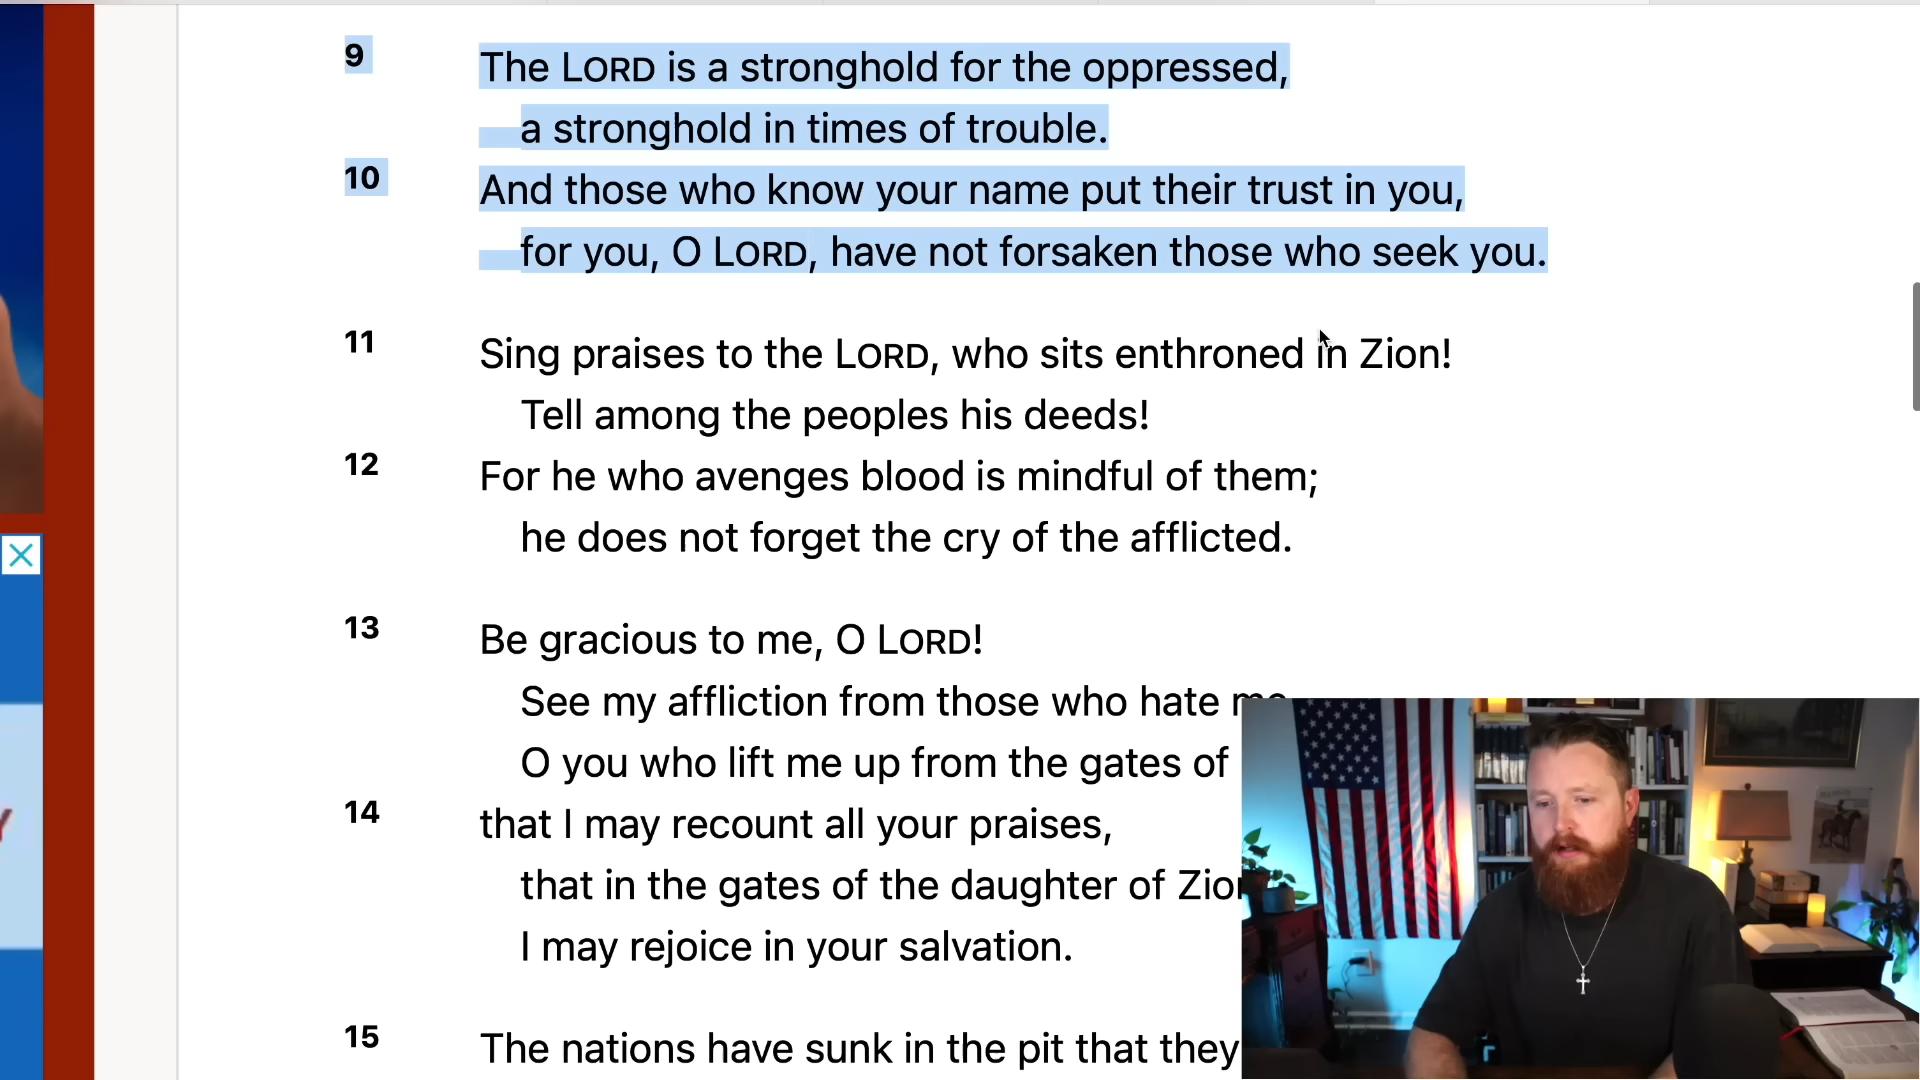 9 The LORD is a stronghold for the oppressed,
a stronghold in times of trouble.
10 And those who know your name put their trust in you,
for you, O LORD, have not forsaken those who seek you.
11 Sing praises to the LORD, who sits enthroned in Zion!
Tell among the peoples his deeds!
12 For he who avenges blood is mindful of them;
he does not forget the cry of the afflicted.
13 Be gracious to me, O LORD!
See my affliction from those who hate
O you who lift me up from the gates of
14 that I may recount all your praises,
that in the gates of the daughter of
I may rejoice in your salvation.
15 The nations have sunk in the pit that they